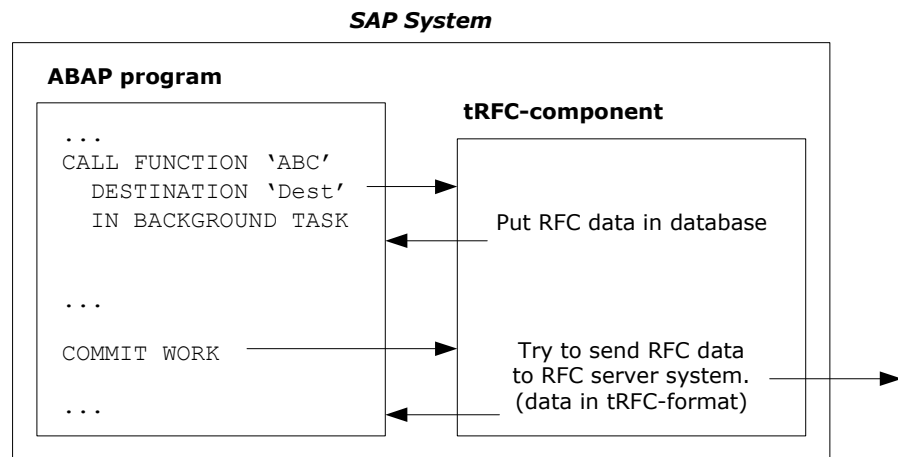 SAP System
ABAP program
tRFC-component
...
CALL FUNCTION ‘ABC’
DESTINATION ‘Dest’
IN BACKGROUND TASK
Put RFC data in database
...
COMMIT WORK
Try to send RFC data
to RFC server system.
(data in tRFC-format)
...